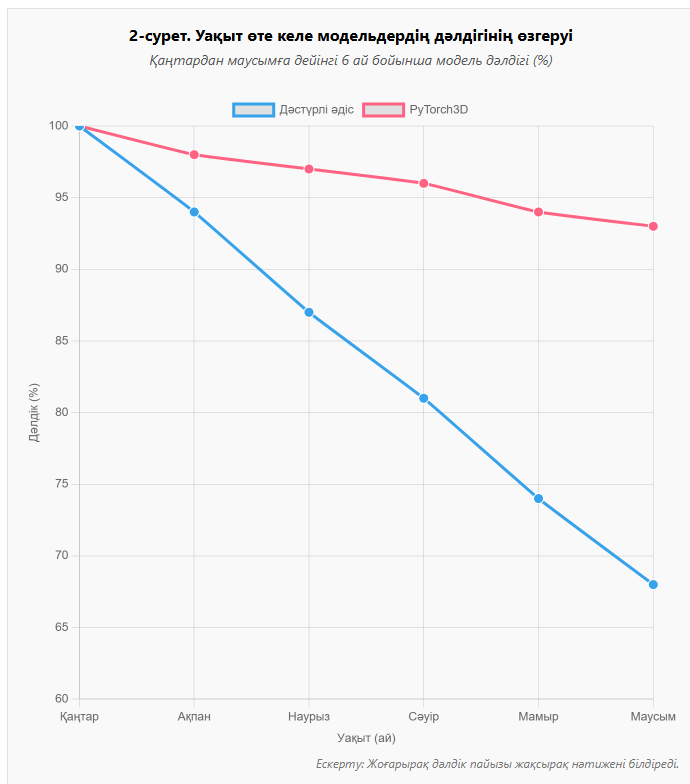 2-сурет. Уақыт өте келе модельдердің дәлдігінің өзгеруі
Қаңтардан маусымға дейінгі 6 ай бойынша модель дәлдігі (%)
Дәстүрлі әдіс PyTorch3D
100
95
90
85
80
75
70
65
60
Дәлдік (%)
Қаңтар Ақпан Наурыз Сәуір Мамыр Маусым
Уақыт (ай)
Ескерту: Жоғарырақ дәлдік пайызы жақсырақ нәтижені білдіреді.